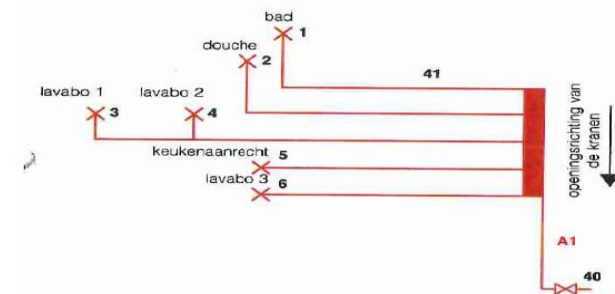 bad
1
douche
2
41
lavabo 1
lavabo 2
3
4
keukenaanrecht
5
lavabo 3
6
openingsrichting van
de kranen
A1
40